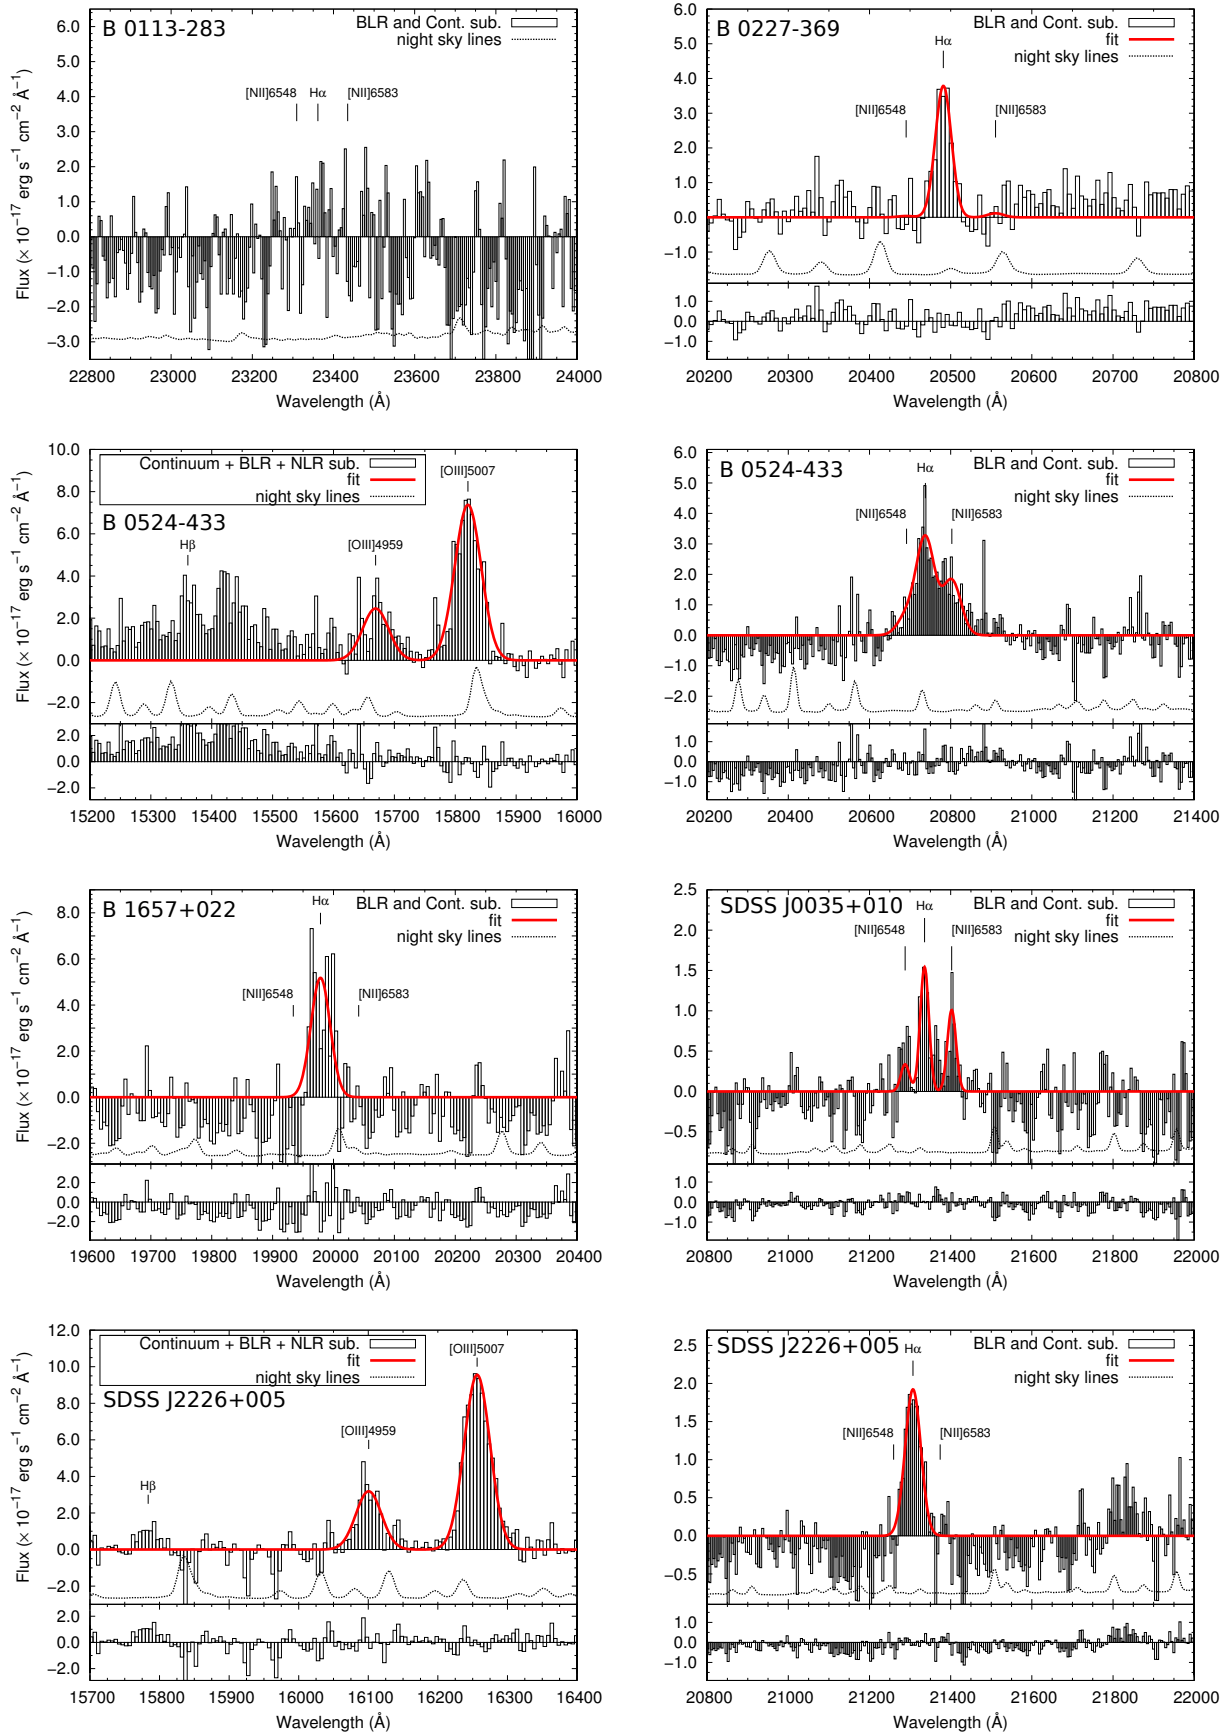 B 0113-283
BLR and Cont. sub.
night sky lines
[NII]6548 Hα [NII]6583
Flux (× 10−17 erg s−1 cm−2 Å−1)
6.0
5.0
4.0
3.0
2.0
1.0
0.0
−1.0
−2.0
−3.0
22800 23000 23200 23400 23600 23800 24000
Wavelength (Å)
B 0227-369
BLR and Cont. sub.
fit
night sky lines
Hα
[NII]6548 [NII]6583
6.0
5.0
4.0
3.0
2.0
1.0
0.0
−1.0
1.0
0.0
−1.0
20200 20300 20400 20500 20600 20700 20800
Wavelength (Å)
Continuum + BLR + NLR sub.
fit
night sky lines
B 0524-433
[OIII]5007
Hβ [OIII]4959
Flux (× 10−17 erg s−1 cm−2 Å−1)
10.0
8.0
6.0
4.0
2.0
0.0
−2.0
2.0
0.0
−2.0
15200 15300 15400 15500 15600 15700 15800 15900 16000
Wavelength (Å)
B 0524-433
BLR and Cont. sub.
fit
night sky lines
Hα
[NII]6548 [NII]6583
6.0
5.0
4.0
3.0
2.0
1.0
0.0
−1.0
−2.0
1.0
0.0
−1.0
20200 20400 20600 20800 21000 21200 21400
Wavelength (Å)
B 1657+022
BLR and Cont. sub.
fit
night sky lines
Hα
[NII]6548 [NII]6583
Flux (× 10−17 erg s−1 cm−2 Å−1)
8.0
6.0
4.0
2.0
0.0
−2.0
2.0
0.0
−2.0
19600 19700 19800 19900 20000 20100 20200 20300 20400
Wavelength (Å)
SDSS J0035+010
BLR and Cont. sub.
fit
night sky lines
Hα
[NII]6548 [NII]6583
2.5
2.0
1.5
1.0
0.5
0.0
−0.5
1.0
0.0
−1.0
20800 21000 21200 21400 21600 21800 22000
Wavelength (Å)
Continuum + BLR + NLR sub.
fit
night sky lines
SDSS J2226+005
[OIII]5007
[OIII]4959
Hβ
Flux (× 10−17 erg s−1 cm−2 Å−1)
12.0
10.0
8.0
6.0
4.0
2.0
0.0
−2.0
2.0
0.0
−2.0
15700 15800 15900 16000 16100 16200 16300 16400
Wavelength (Å)
SDSS J2226+005
BLR and Cont. sub.
fit
night sky lines
Hα
[NII]6548 [NII]6583
2.5
2.0
1.5
1.0
0.5
0.0
−0.5
1.0
0.0
−1.0
20800 21000 21200 21400 21600 21800 22000
Wavelength (Å)